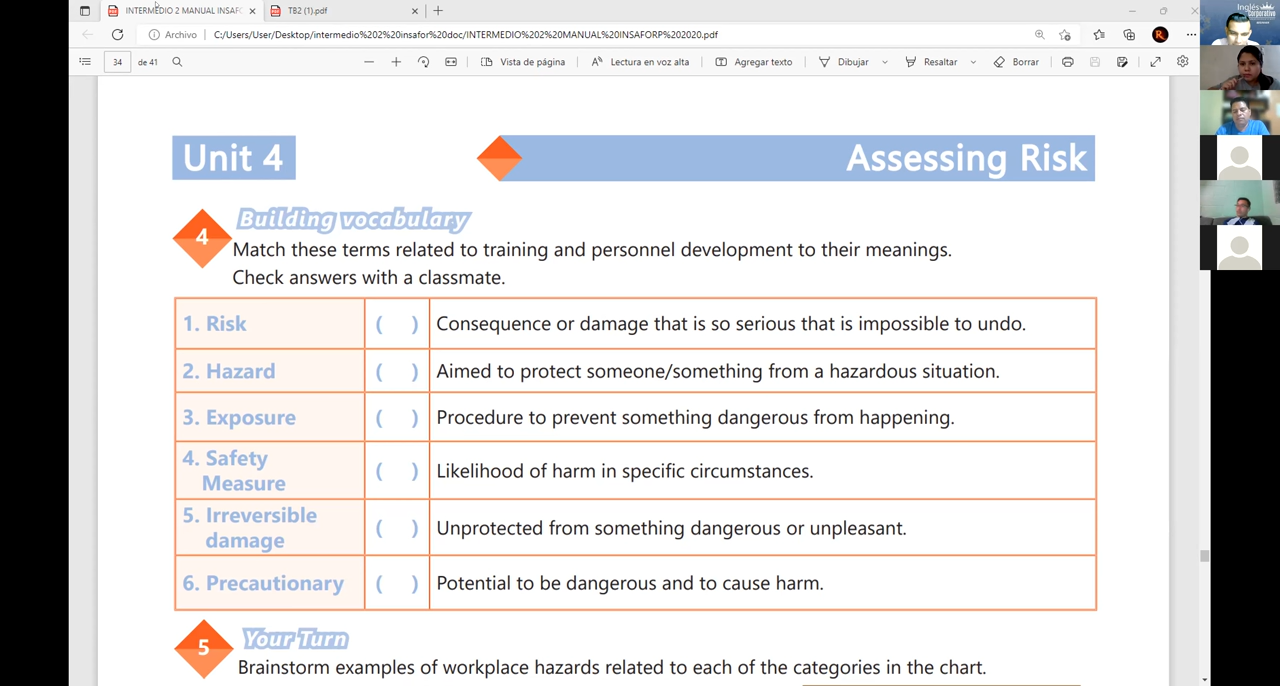 INTERMEDIO 2 MANUAL INSAFO
TB2 (1).pdf
Archivo
C:/Users/User/Desktop/intermedio%202%20insafor%20doc/INTERMEDIO%202%20MANUAL%20INSAFORP%202020.pdf
34 de 41
Vista de página
Lectura en voz alta
Agregar texto
Dibujar
Resaltar
Borrar
Inglés
Corporativo
Unit 4
Assessing Risk
4 Building vocabulary
Match these terms related to training and personnel development to their meanings.
Check answers with a classmate.
1. Risk ( ) Consequence or damage that is so serious that is impossible to undo.
2. Hazard ( ) Aimed to protect someone/something from a hazardous situation.
3. Exposure ( ) Procedure to prevent something dangerous from happening.
4. Safety
Measure ( ) Likelihood of harm in specific circumstances.
5. Irreversible
damage ( ) Unprotected from something dangerous or unpleasant.
6. Precautionary ( ) Potential to be dangerous and to cause harm.
5 Your Turn
Brainstorm examples of workplace hazards related to each of the categories in the chart.